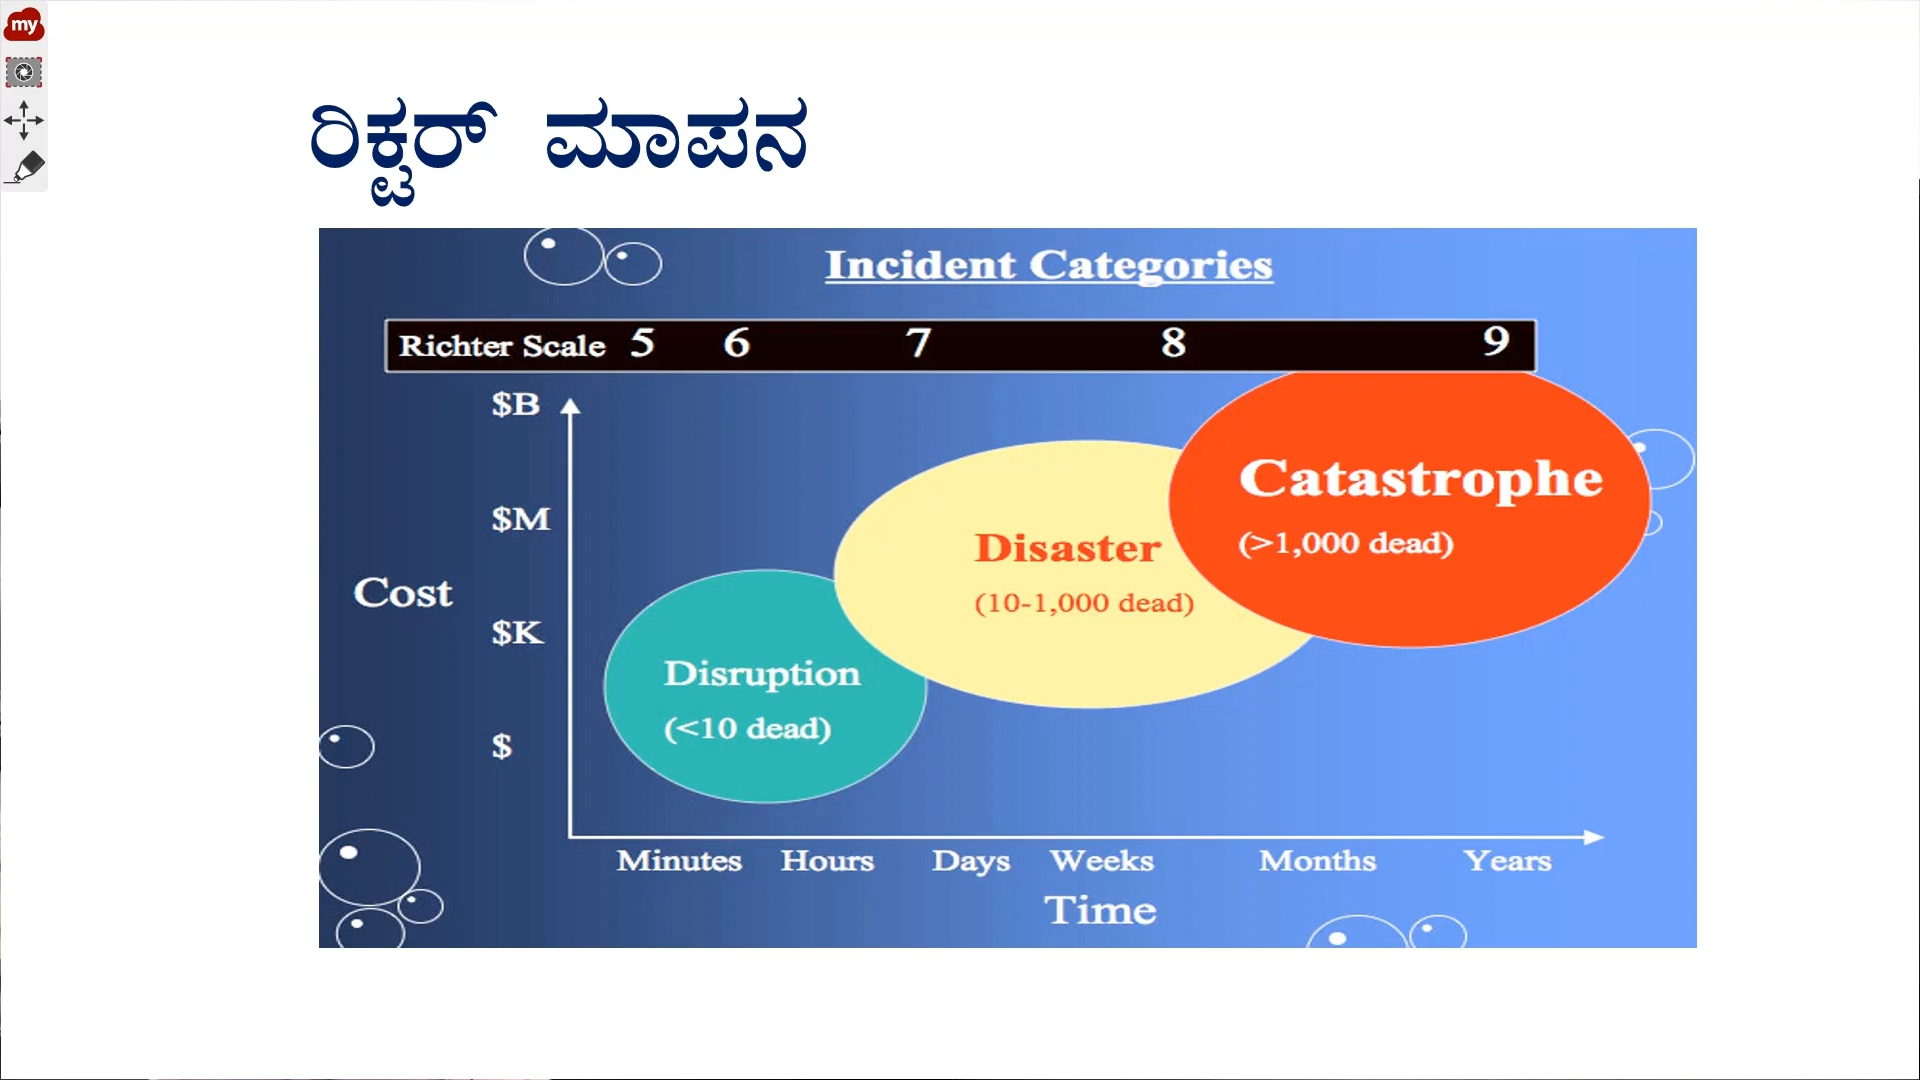 my
ರಿಕ್ಟರ್ ಮಾಪನ
Incident Categories
Richter Scale 5 6 7 8 9
$B
$M
$K
$
Cost
Catastrophe
(>1,000 dead)
Disaster
(10-1,000 dead)
Disruption
(<10 dead)
Minutes Hours Days Weeks Months Years
Time